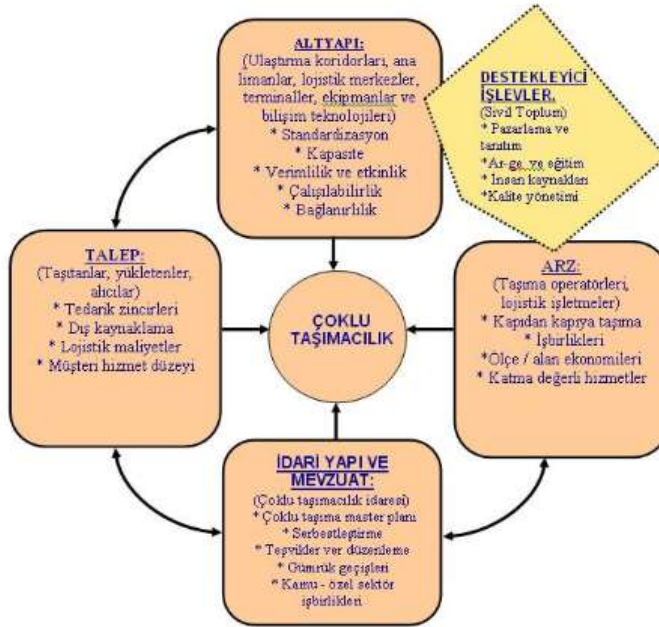 ALTYAPI:
(Ulaştırma koridorları, ana
limanlar, lojistik merkezler,
terminaller, ekipmanlar ve
bilişim teknolojileri)
* Standardizasyon
* Kapasite
* Verimlilik ve etkinlik
* Çalışılabilirlik
* Bağlanırlılık
DESTEKLEYİCİ
İŞLEVLER.
(Sivil Toplum)
* Pazarlama ve
tanıtım
*Ar-ge ve eğitim
* İnsan kaynakları
*Kalite yönetimi
TALEP:
(Taşıtanlar, yükletenler,
alıcılar)
* Tedarik zincirleri
* Dış kaynaklama
* Lojistik maliyetler
* Müşteri hizmet düzeyi
ÇOKLU
TAŞIMACILIK
ARZ:
(Taşıma operatörleri,
lojistik işletmeler)
* Kapıdan kapıya taşıma
* İşbirlikleri
*Ölçe / alan ekonomileri
* Katma değerli hizmetler
İDARİ YAPI VE
MEVZUAT:
(Çoklu taşımacılık idaresi)
* Çoklu taşıma master planı
* Serbestleştirme
* Teşvikler ver düzenleme
* Gümrük geçişleri
* Kamu - özel sektör
işbirlikleri